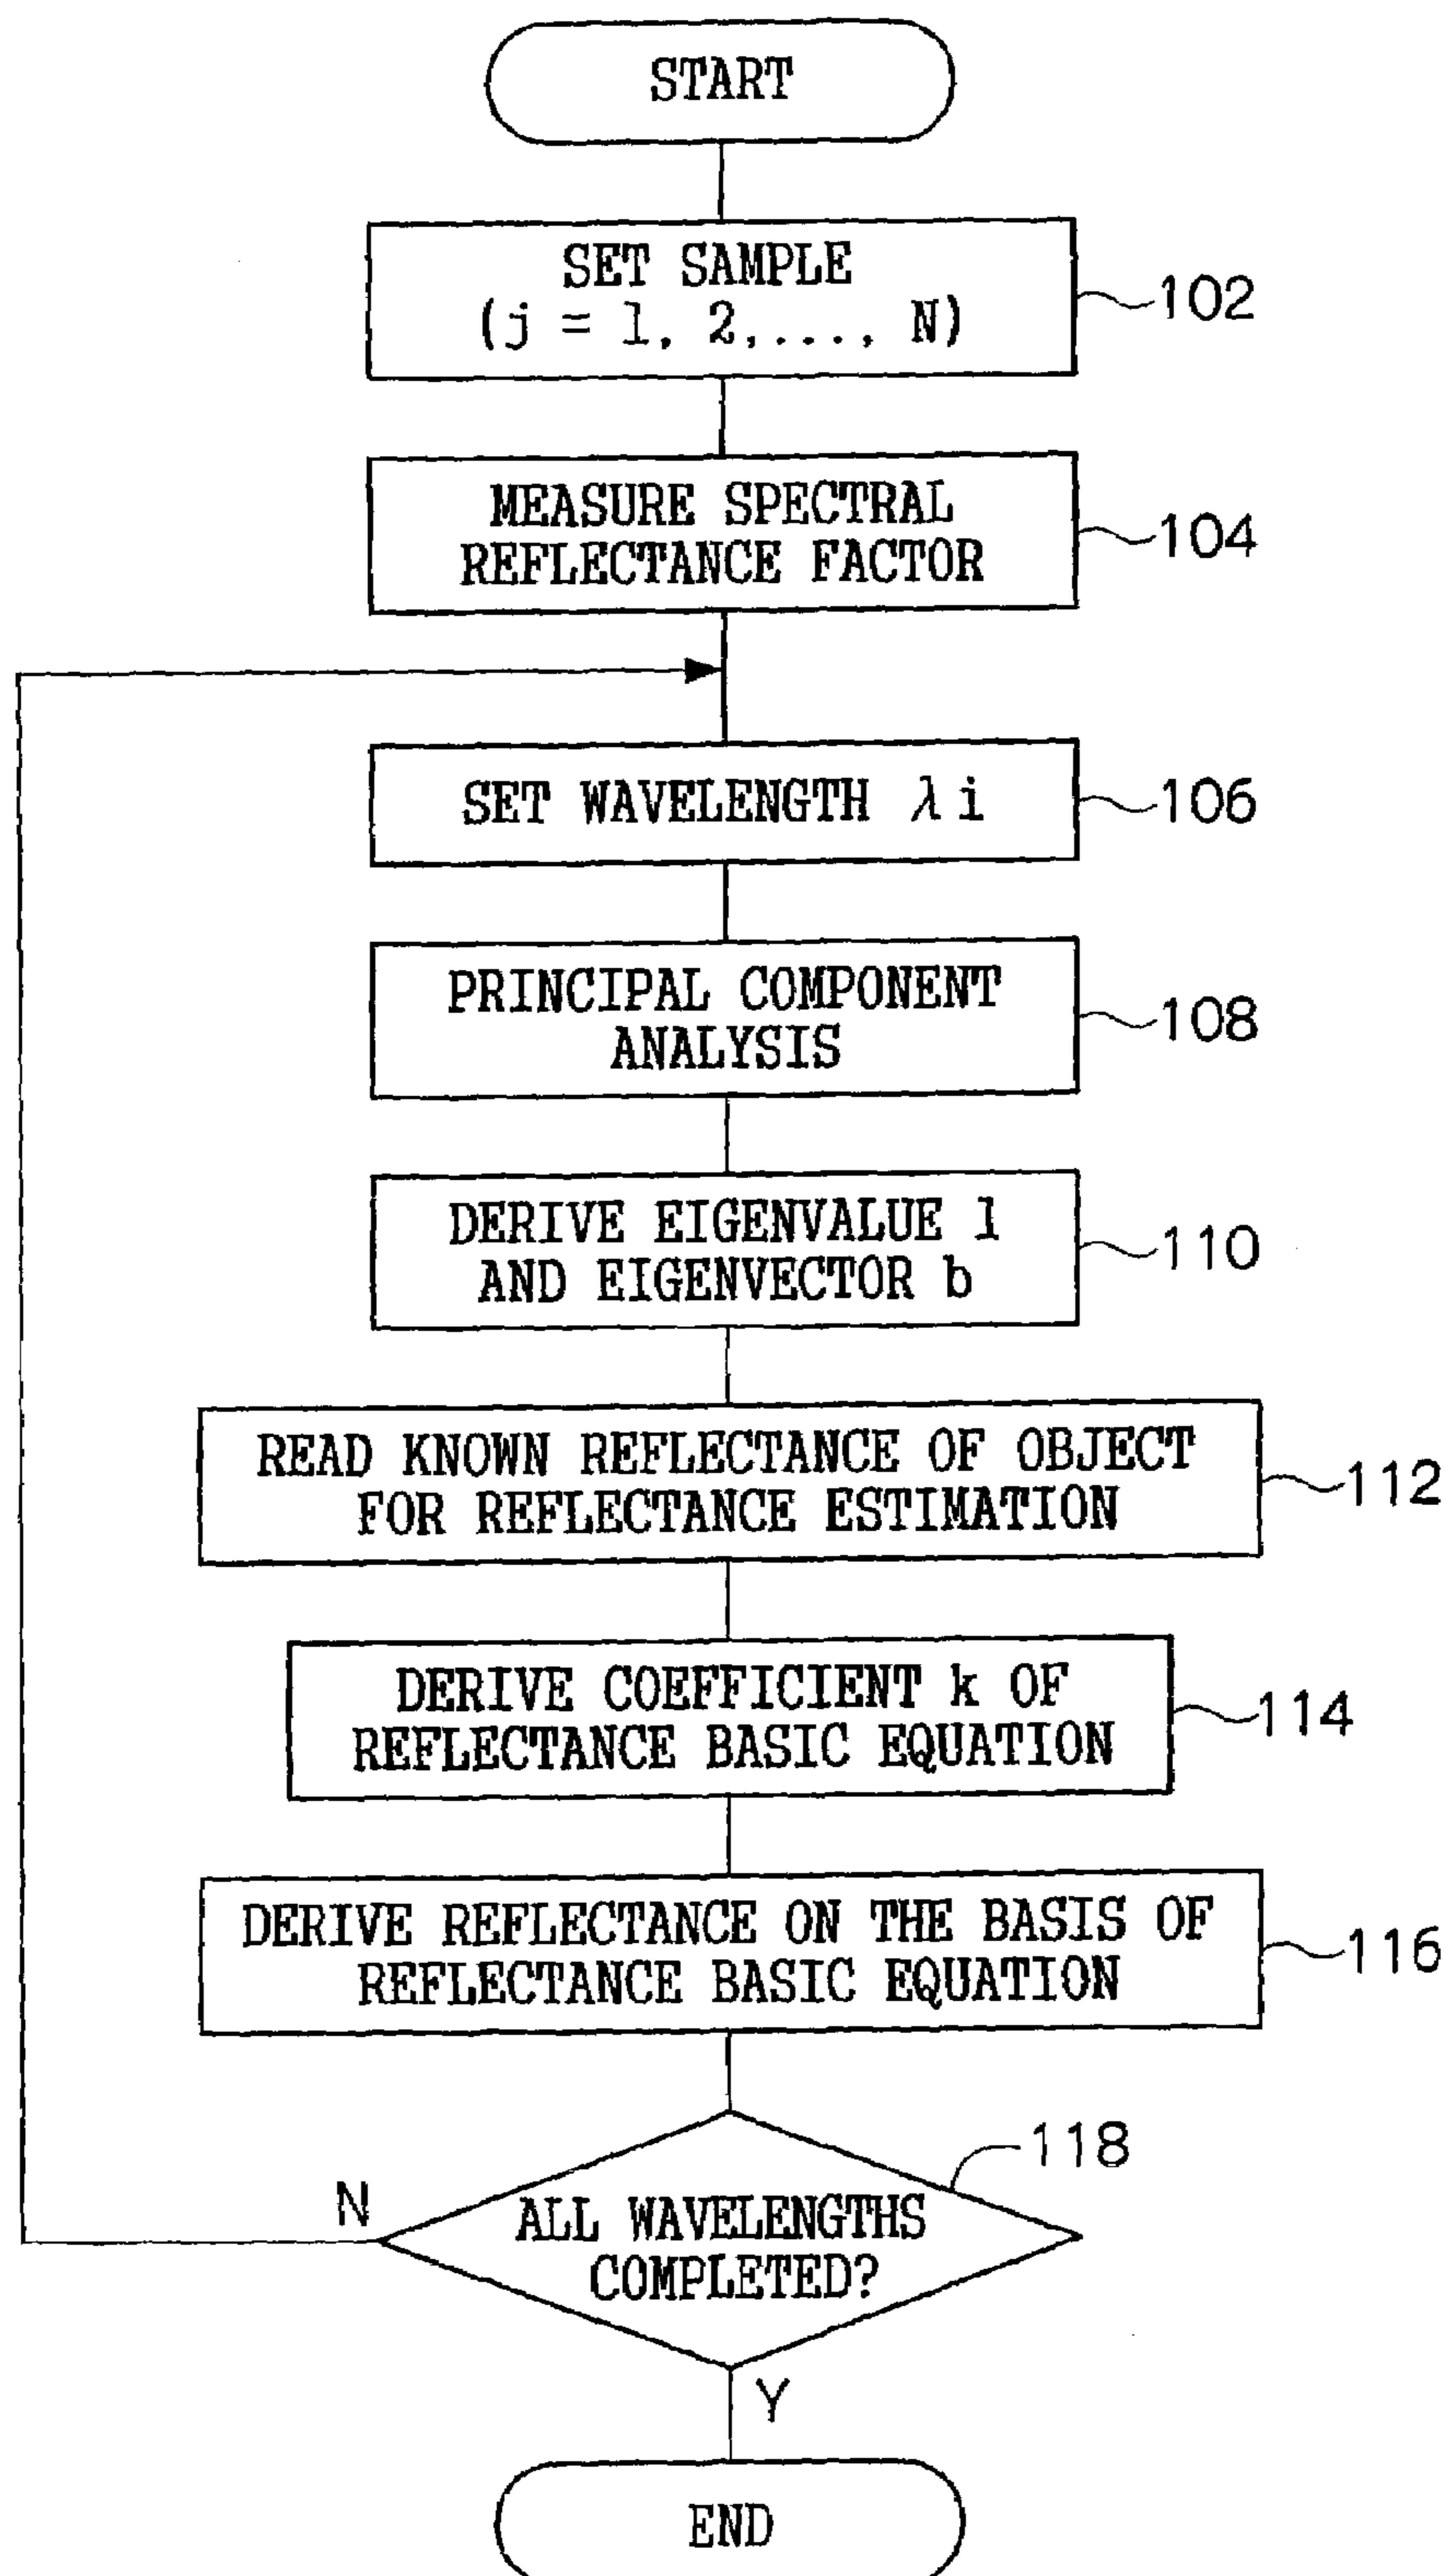 START
SET SAMPLE
(j = 1, 2,..., N)
102
MEASURE SPECTRAL
REFLECTANCE FACTOR
104
SET WAVELENGTH λi
106
PRINCIPAL COMPONENT
ANALYSIS
108
DERIVE EIGENVALUE l
AND EIGENVECTOR b
110
READ KNOWN REFLECTANCE OF OBJECT
FOR REFLECTANCE ESTIMATION
112
DERIVE COEFFICIENT k OF
REFLECTANCE BASIC EQUATION
114
DERIVE REFLECTANCE ON THE BASIS OF
REFLECTANCE BASIC EQUATION
116
118
N
ALL WAVELENGTHS
COMPLETED?
Y
END